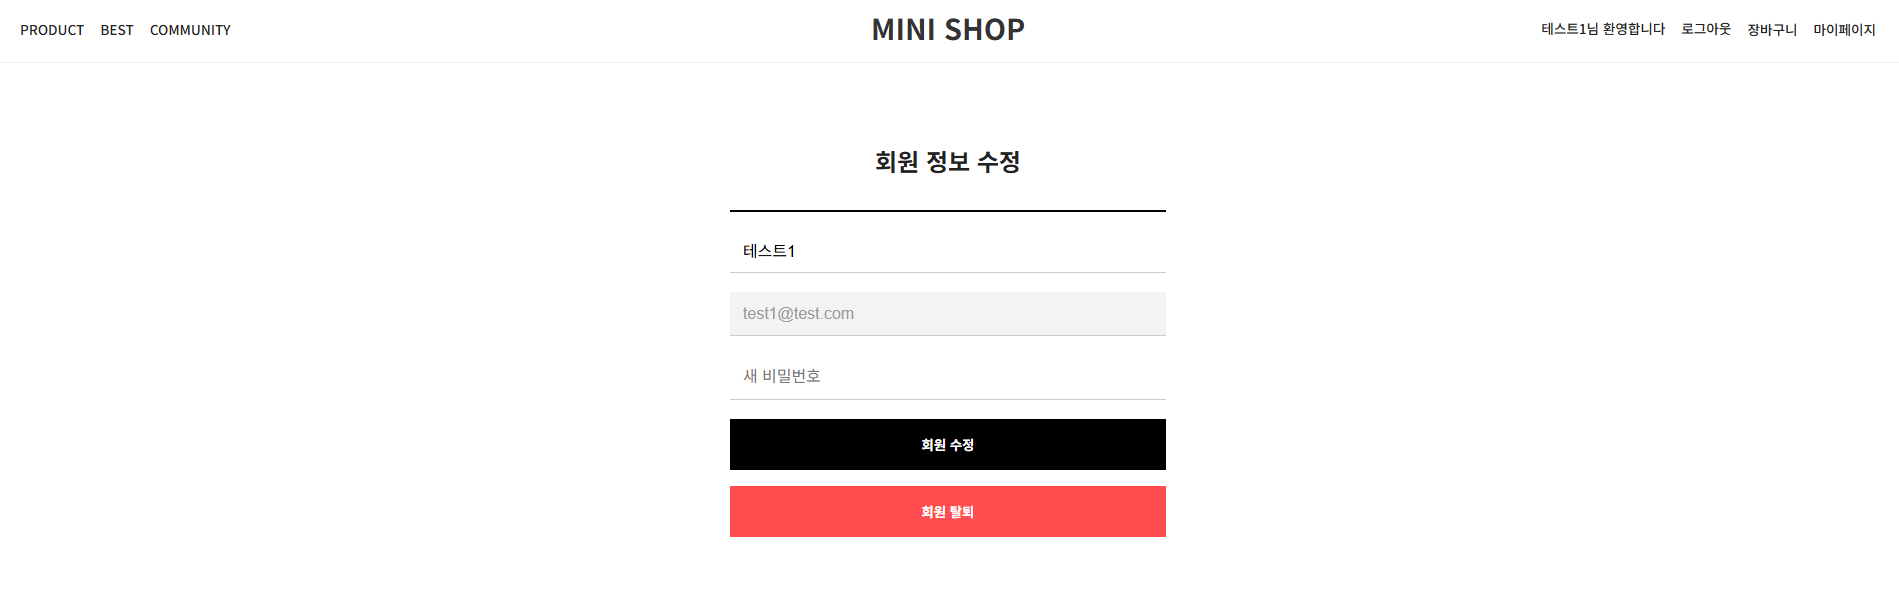 PRODUCT BEST COMMUNITY MINI SHOP 테스트1님 환영합니다 로그아웃 장바구니 마이페이지
회원 정보 수정
테스트1
test1@test.com
새 비밀번호
회원 수정
회원 탈퇴